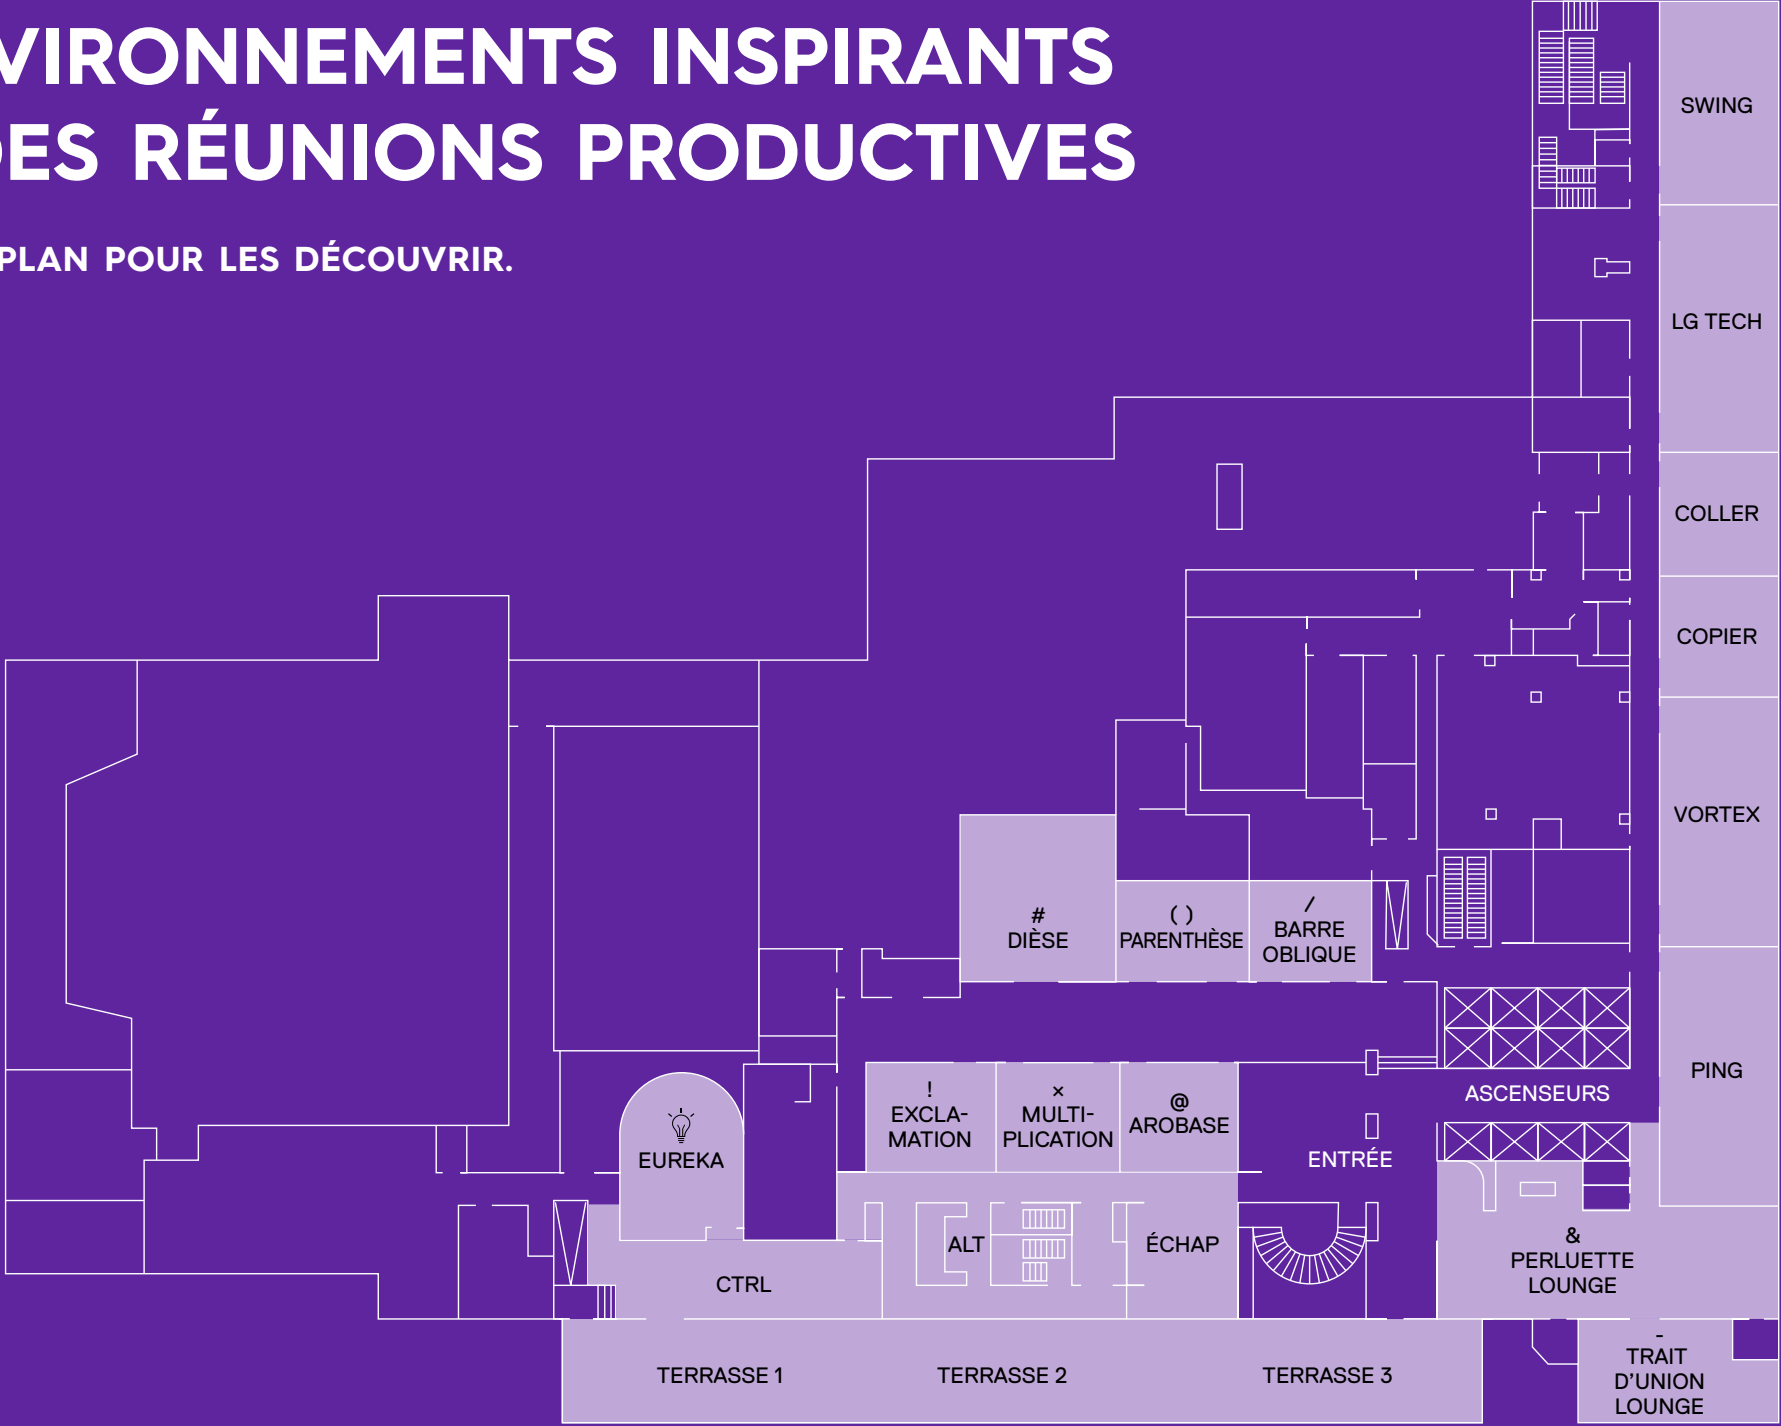 VIRONNEMENTS INSPIRANTS
DES RÉUNIONS PRODUCTIVES
PLAN POUR LES DÉCOUVRIR.
SWING
LG TECH
COLLER
COPIER
VORTEX
#
DIÈSE
( )
PARENTHÈSE
/
BARRE
OBLIQUE
PING
ASCENSEURS
!
EXCLA-
MATION
×
MULTI-
PLICATION
@
AROBASE
ENTRÉE
EUREKA
ALT
ÉCHAP
CTRL
&
PERLUETTE
LOUNGE
TERRASSE 1
TERRASSE 2
TERRASSE 3
-
TRAIT
D'UNION
LOUNGE